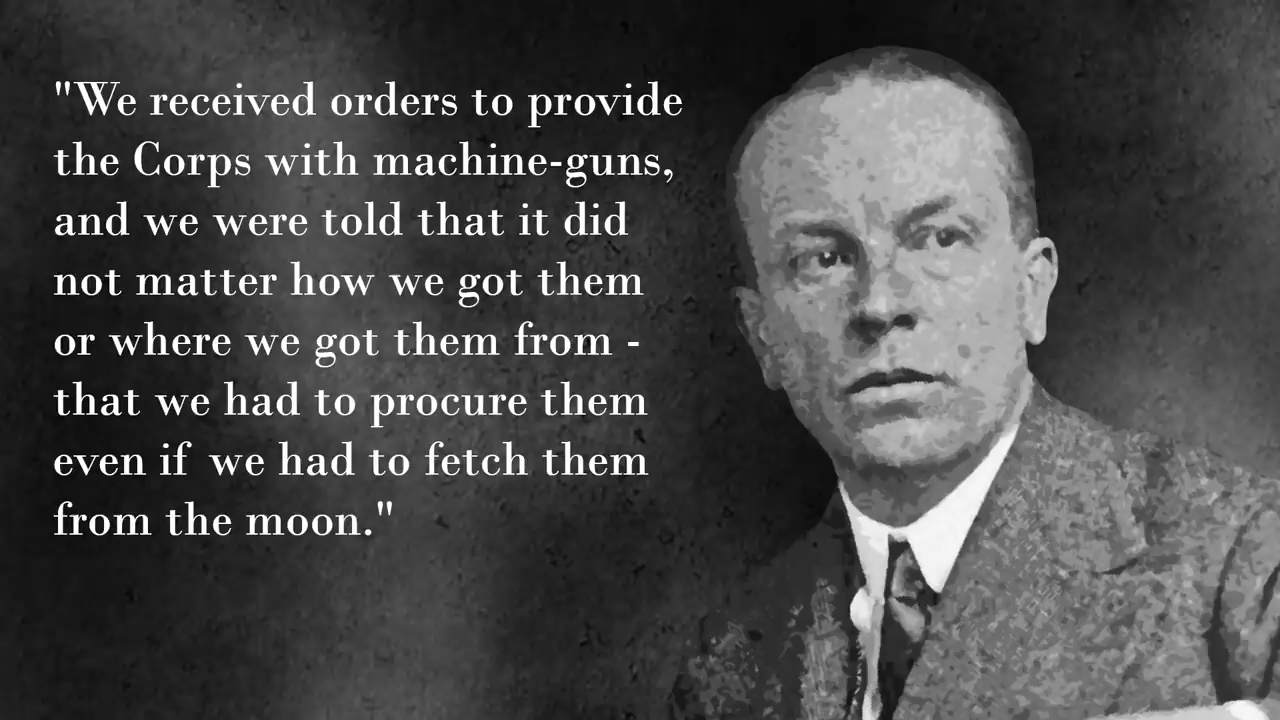 "We received orders to provide
the Corps with machine-guns,
and we were told that it did
not matter how we got them
or where we got them from -
that we had to procure them
even if we had to fetch them
from the moon."